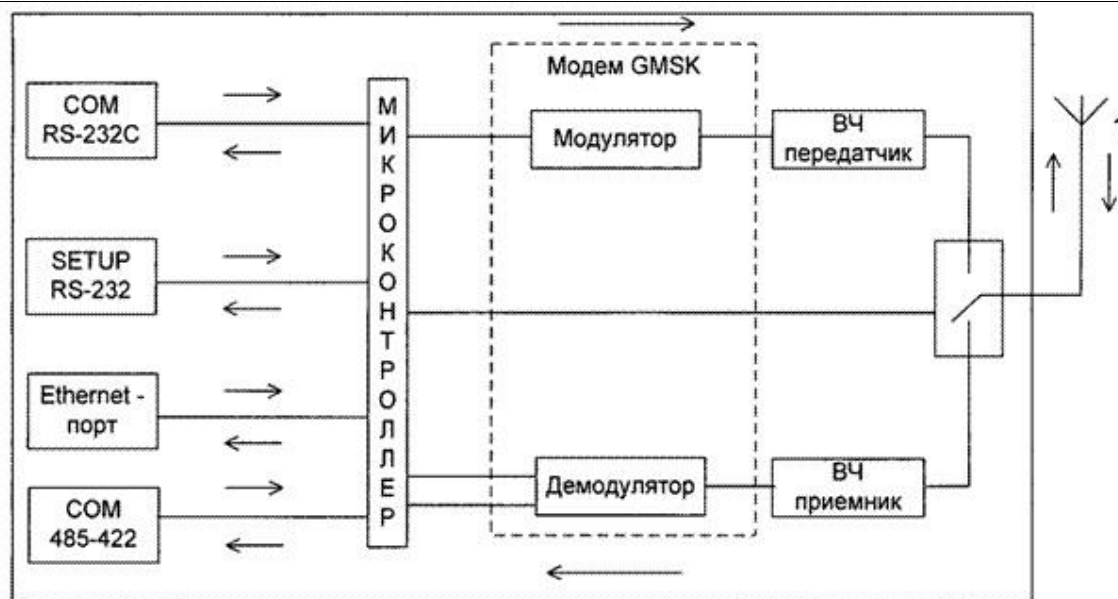 Модем GMSK
COM
RS-232C
SETUP
RS-232
Ethernet -
порт
COM
485-422
МИКРОКОНТРОЛЛЕР
Модулятор
ВЧ
передатчик
Демодулятор
ВЧ
приемник